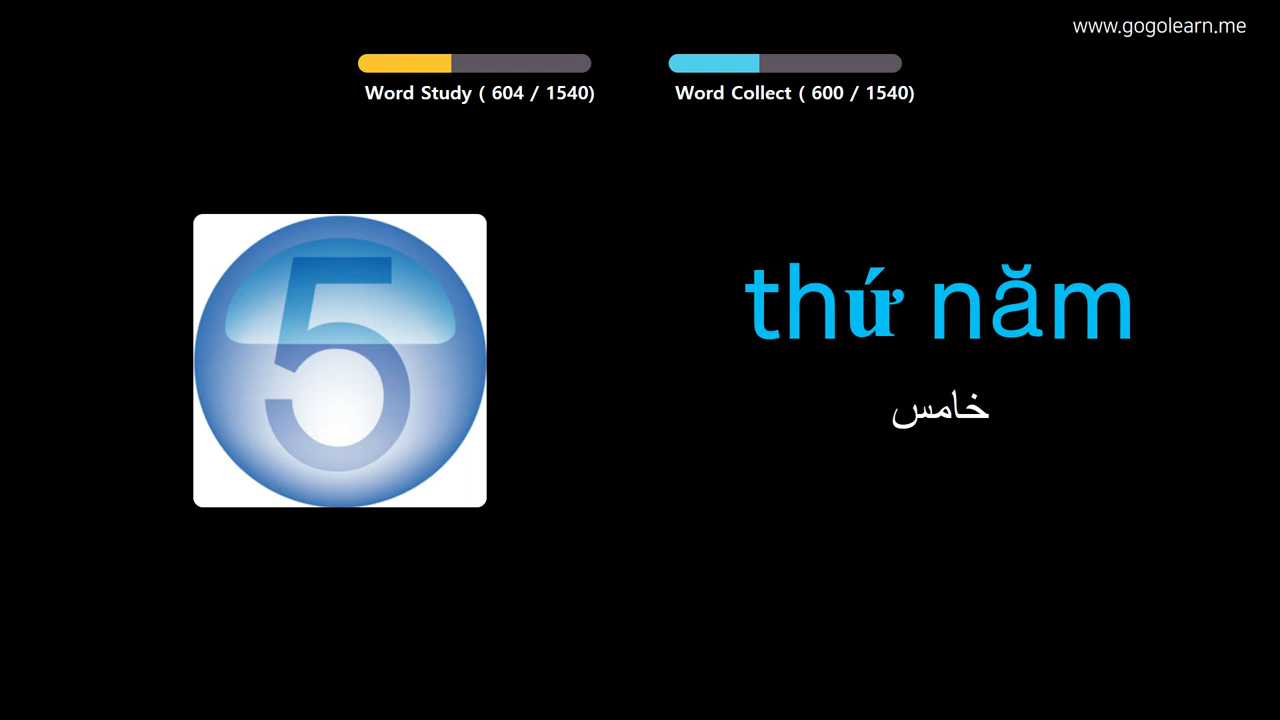 www.gogolearn.me
Word Study ( 604 / 1540)
Word Collect ( 600 / 1540)
5
thứ năm
خامس